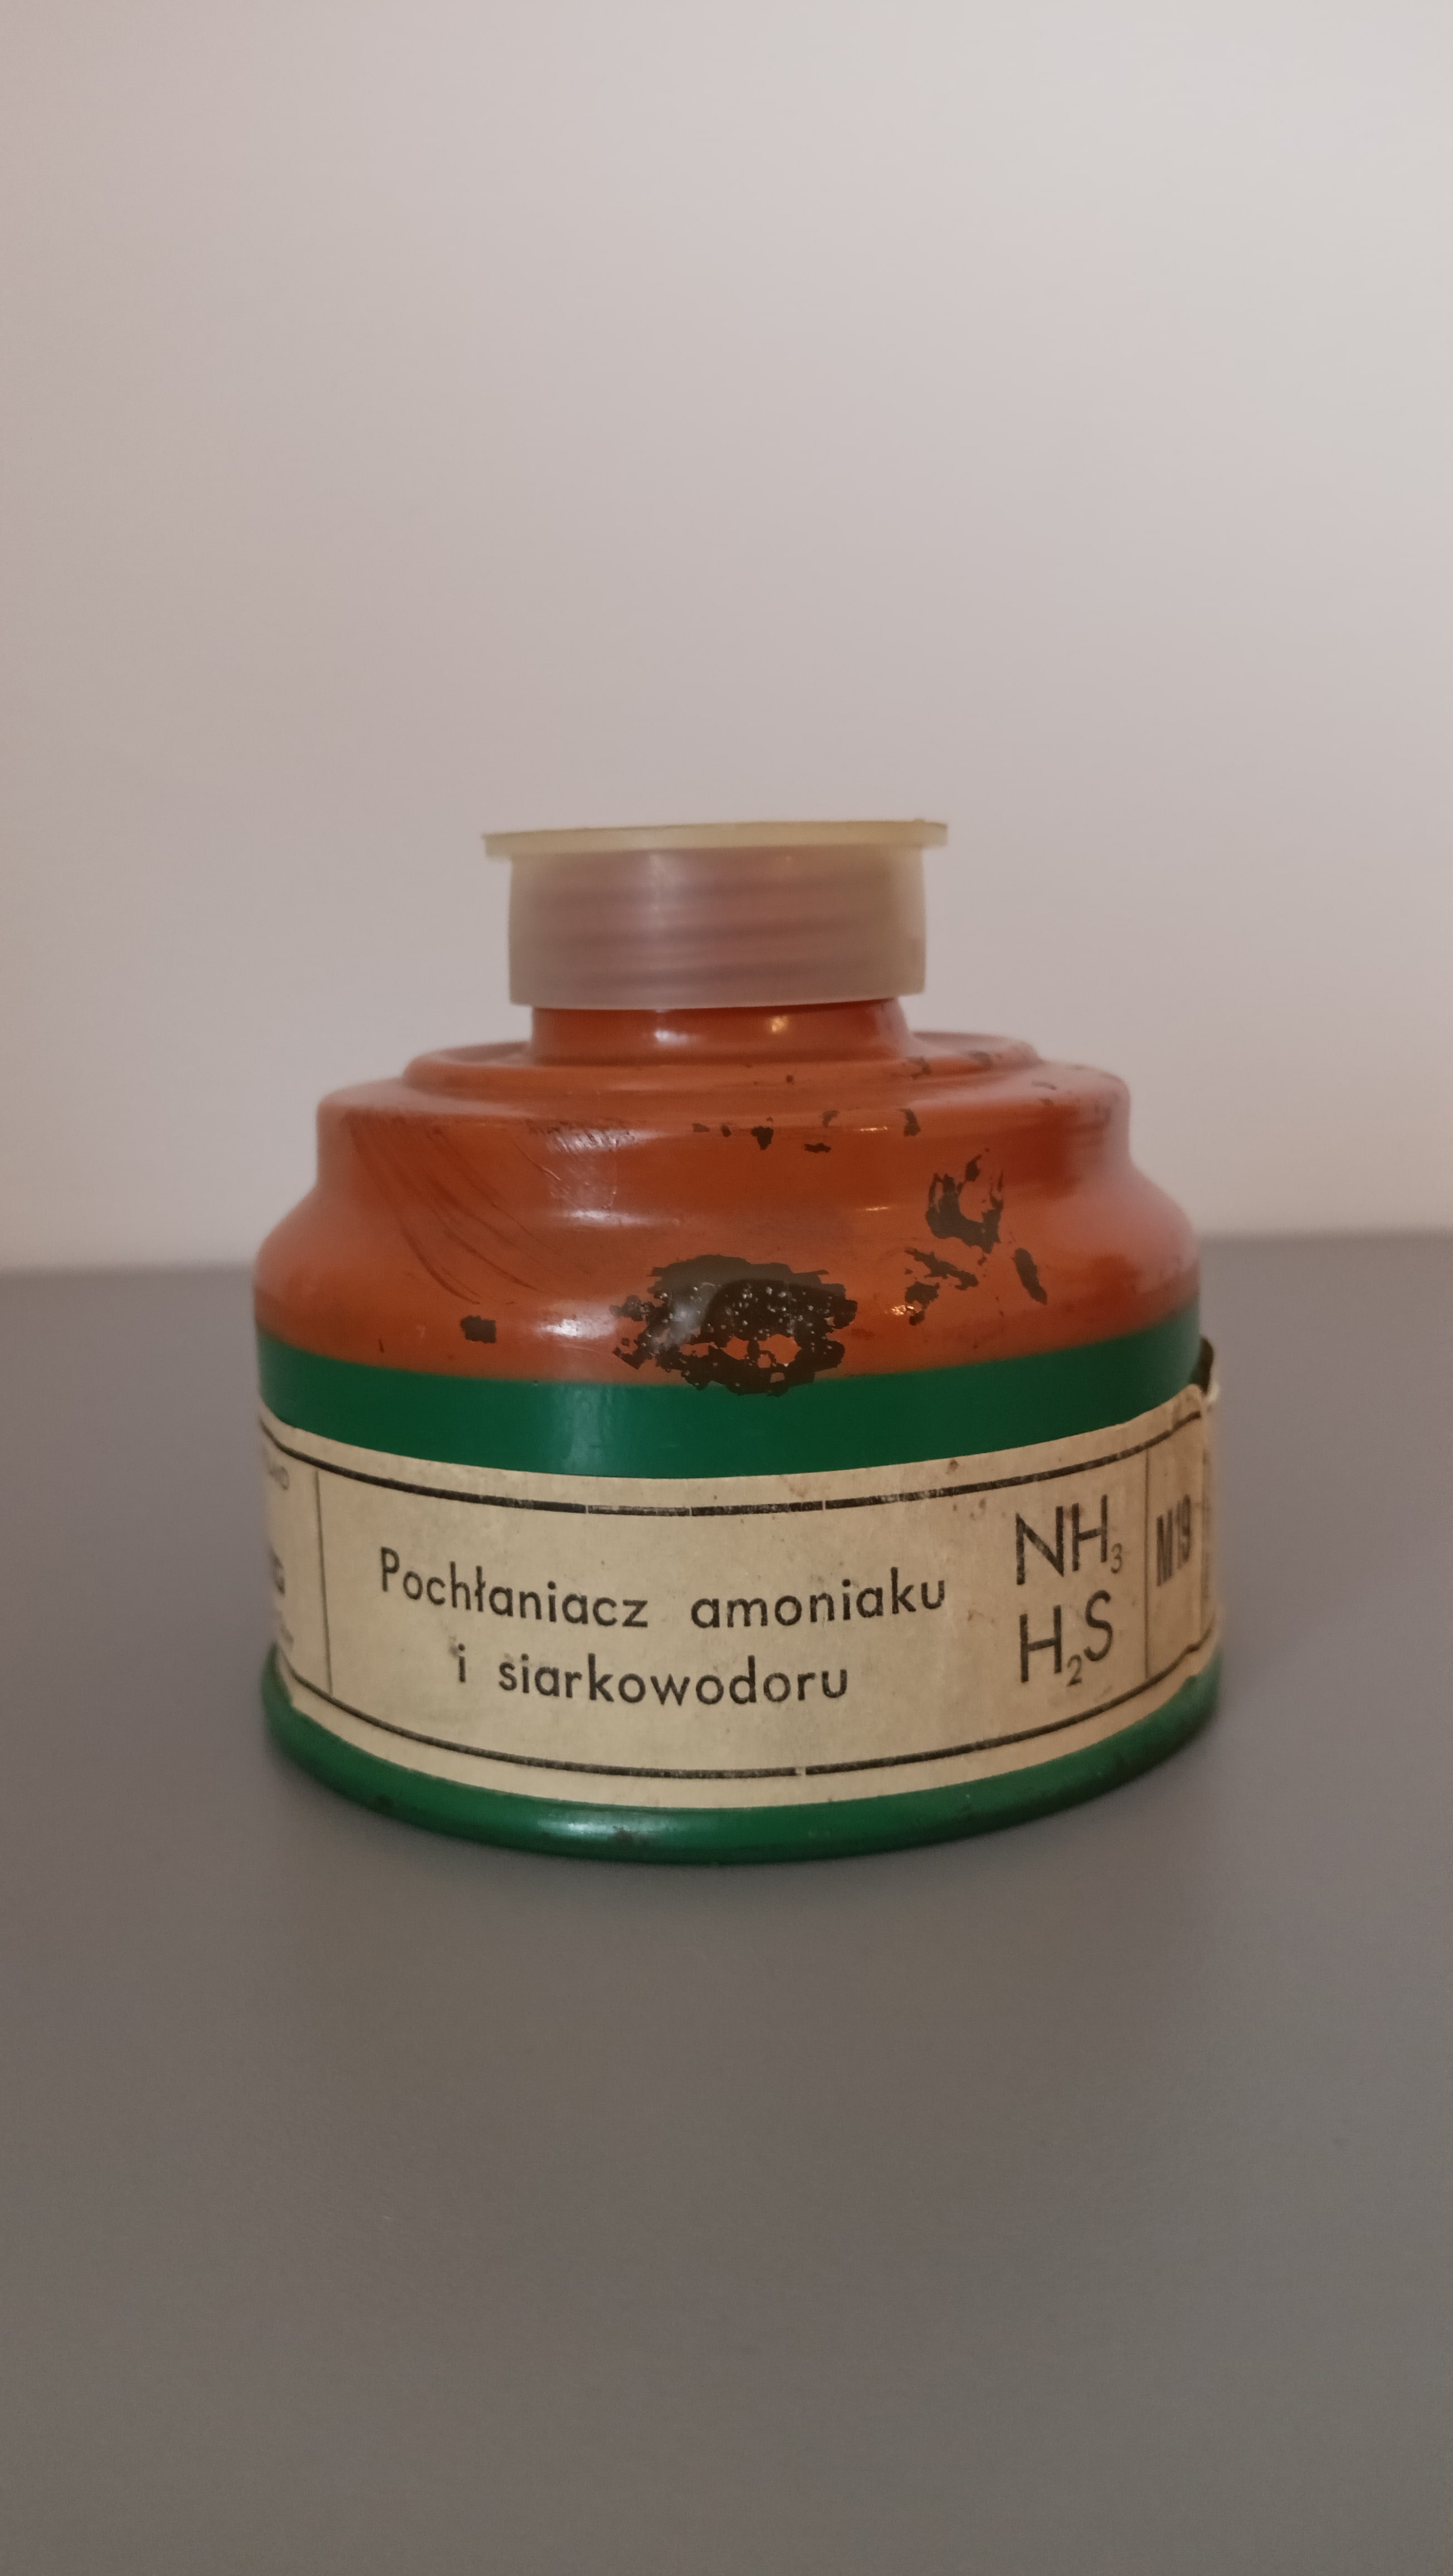 Pochłaniacz amoniaku
i siarkowodoru
NH₃
H₂S
M19